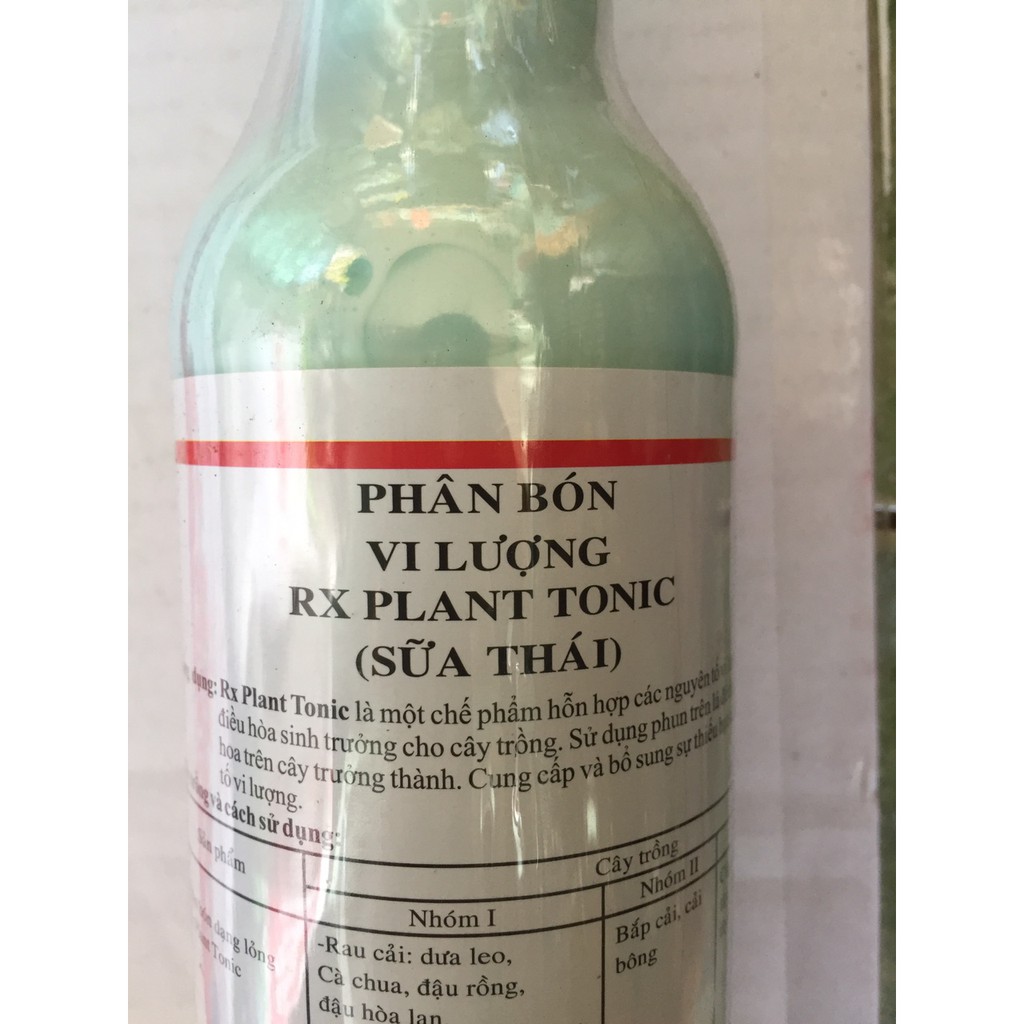 PHÂN BÓN
VI LƯỢNG
RX PLANT TONIC
(SỮA THÁI)
dụng: Rx Plant Tonic là một chế phẩm hỗn hợp các nguyên tố
điều hòa sinh trưởng cho cây trồng. Sử dụng phun trên lá
hoa trên cây trưởng thành. Cung cấp và bổ sung sự thiếu
tố vi lượng.
và cách sử dụng:
Cây trồng
phẩm
Nhóm I
Nhóm II
dạng lỏng
Tonic
-Rau cải: dưa leo,
Cà chua, đậu rồng,
đậu hòa lan
Bắp cải, cải
bông